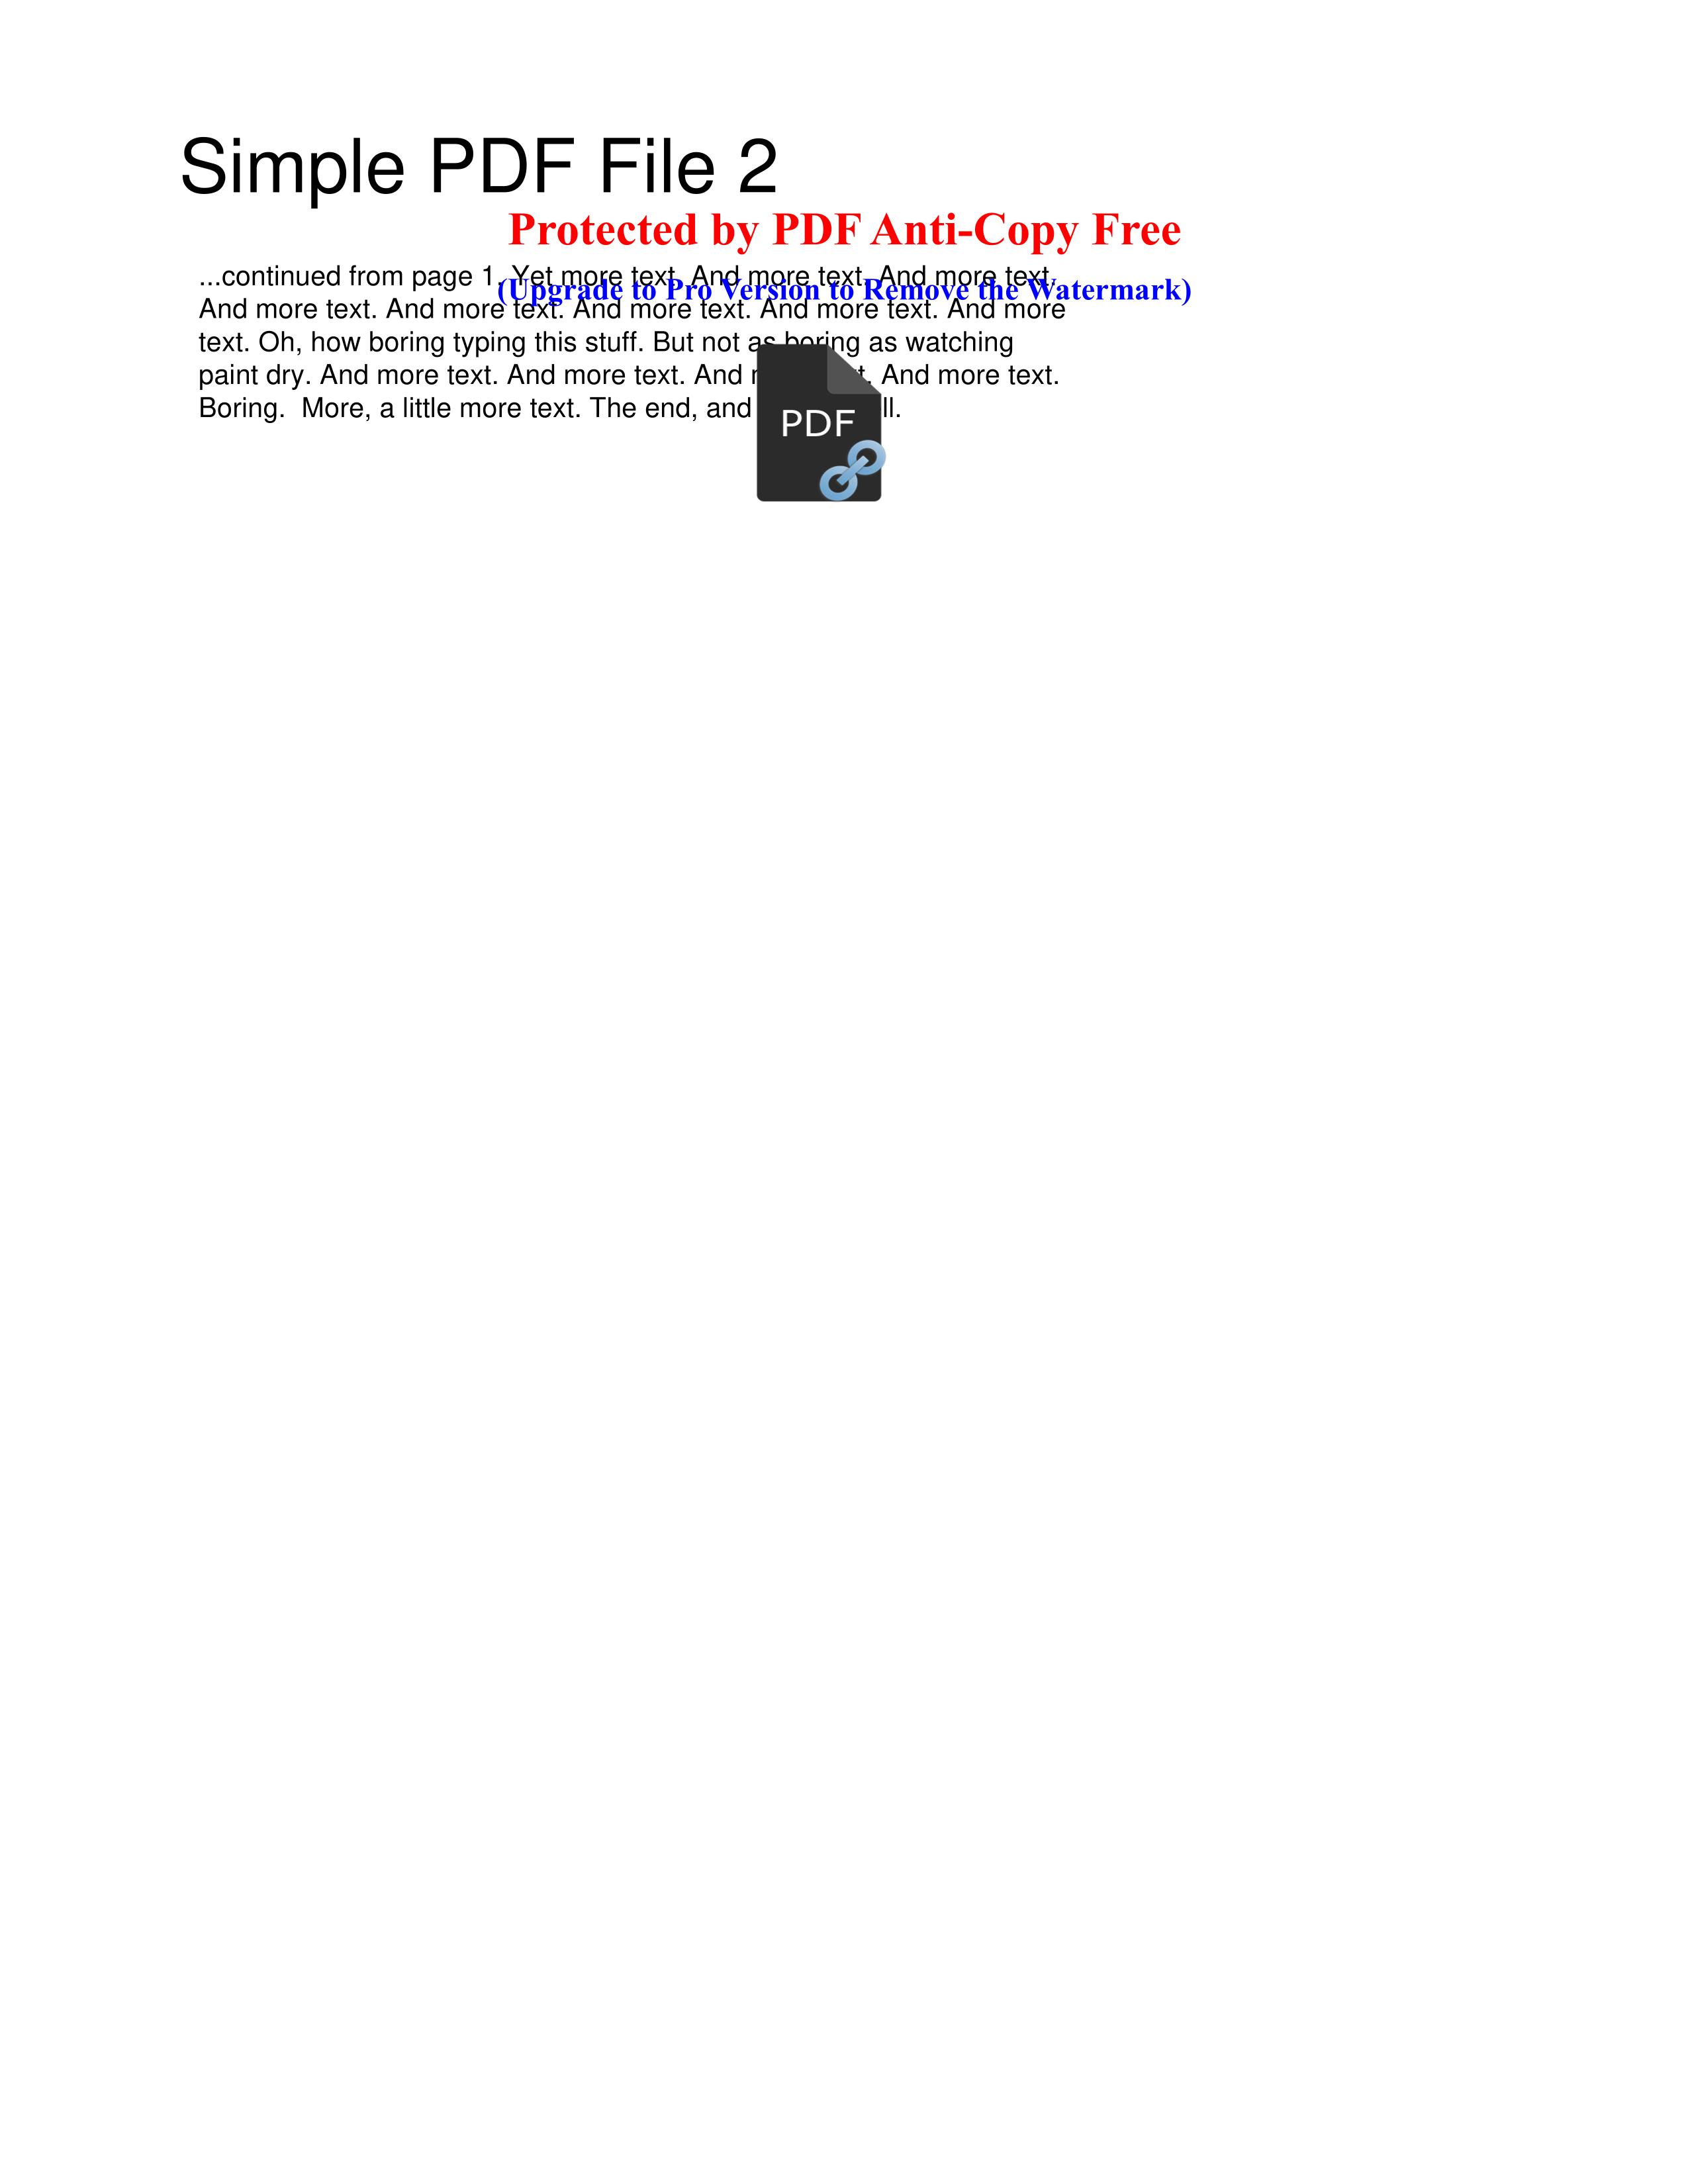 Simple PDF File 2
Protected by PDF Anti-Copy Free
...continued from page 1. Yet more text. And more text. And more text.
(Upgrade to Pro Version to Remove the Watermark)
And more text. And more text. And more text. And more text. And more
text. Oh, how boring typing this stuff. But not as boring as watching
paint dry. And more text. And more text. And text. And more text.
Boring.  More, a little more text. The end, and
PDF